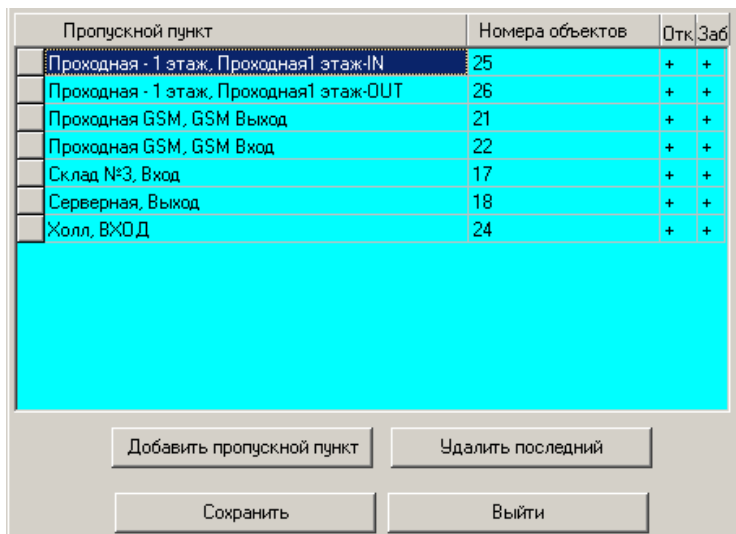 Пропускной пункт Номера объектов Отк Заб
Проходная - 1 этаж, Проходная1 этаж-IN 25 + +
Проходная - 1 этаж, Проходная1 этаж-OUT 26 + +
Проходная GSM, GSM Выход 21 + +
Проходная GSM, GSM Вход 22 + +
Склад №3, Вход 17 + +
Серверная, Выход 18 + +
Холл, ВХОД 24 + +
Добавить пропускной пункт Удалить последний
Сохранить Выйти